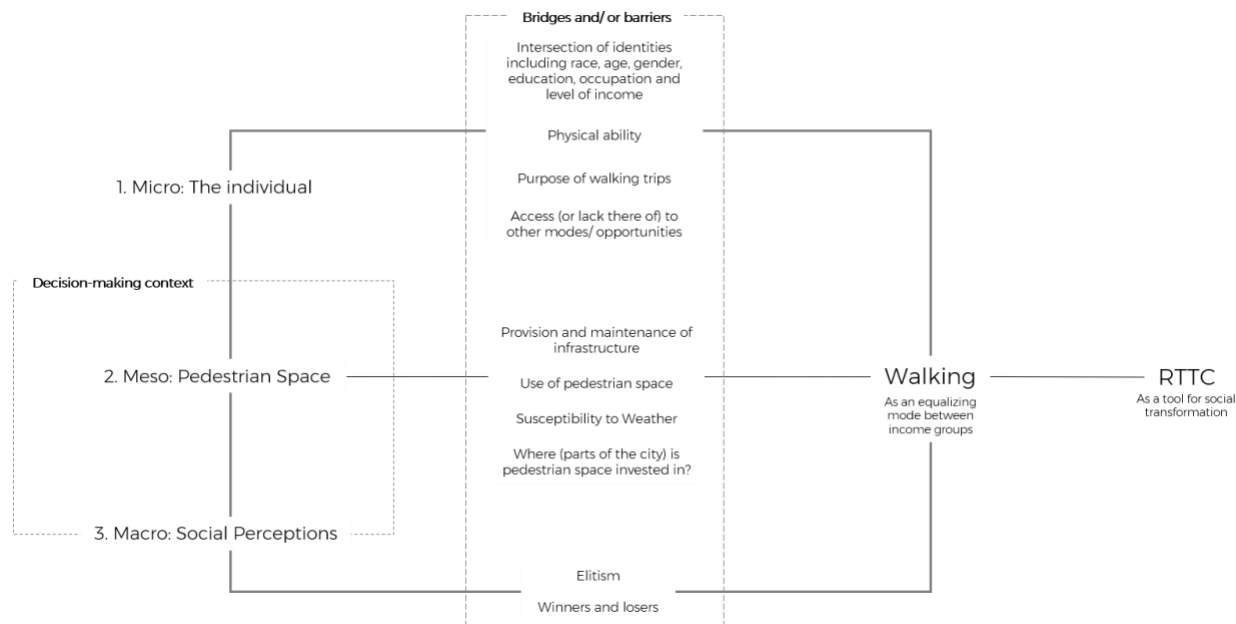 Bridges and/ or barriers
Intersection of identities
including race, age, gender,
education, occupation and
level of income
Physical ability
Purpose of walking trips
Access (or lack there of) to
other modes/ opportunities
1. Micro: The individual
Decision-making context
2. Meso: Pedestrian Space
3. Macro: Social Perceptions
Provision and maintenance of
infrastructure
Use of pedestrian space
Susceptibility to Weather
Where (parts of the city) is
pedestrian space invested in?
Elitism
Winners and losers
Walking
As an equalizing
mode between
income groups
RTTC
As a tool for social
transformation